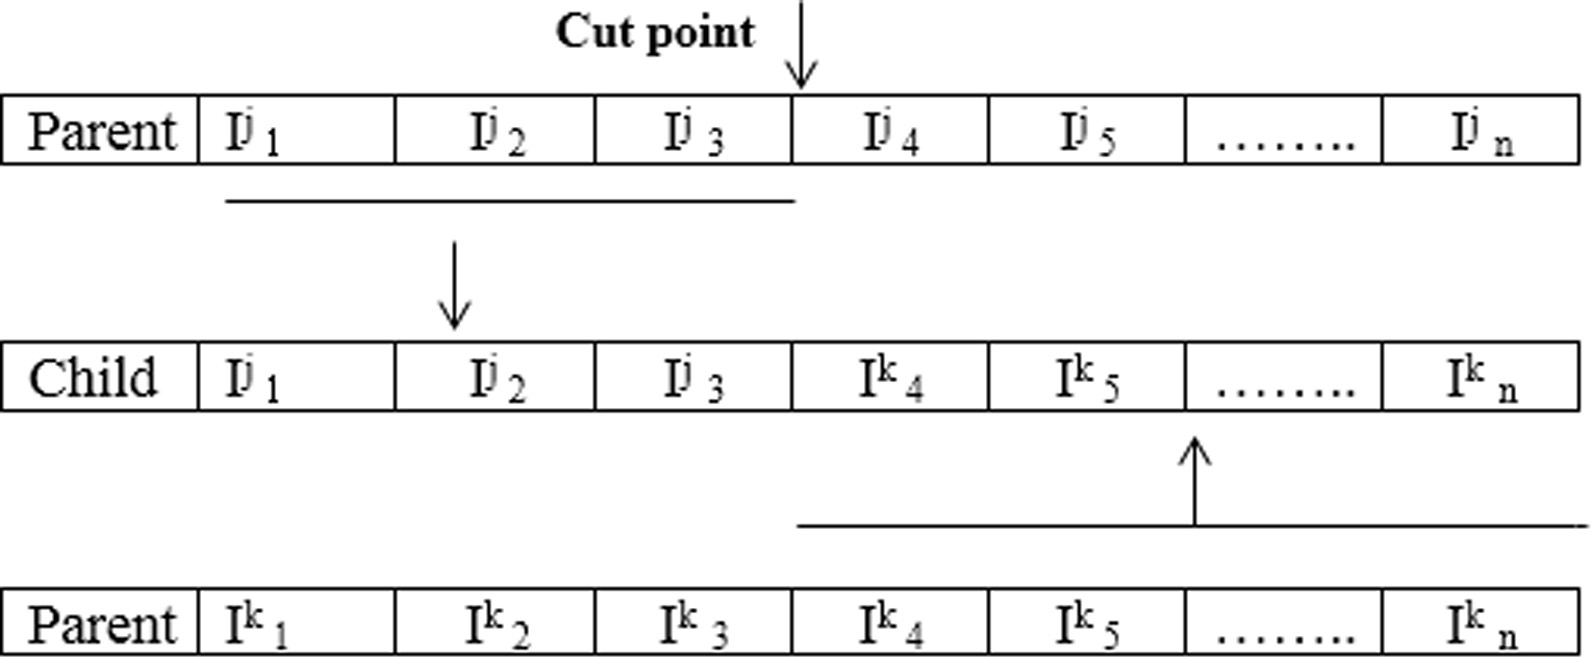 Cut point
Parent Iʲ ₁ Iʲ ₂ Iʲ ₃ Iʲ ₄ Iʲ ₅ ........ Iʲ ₙ
Child Iʲ ₁ Iʲ ₂ Iʲ ₃ Iᵏ ₄ Iᵏ ₅ ........ Iᵏ ₙ
Parent Iᵏ ₁ Iᵏ ₂ Iᵏ ₃ Iᵏ ₄ Iᵏ ₅ ........ Iᵏ ₙ